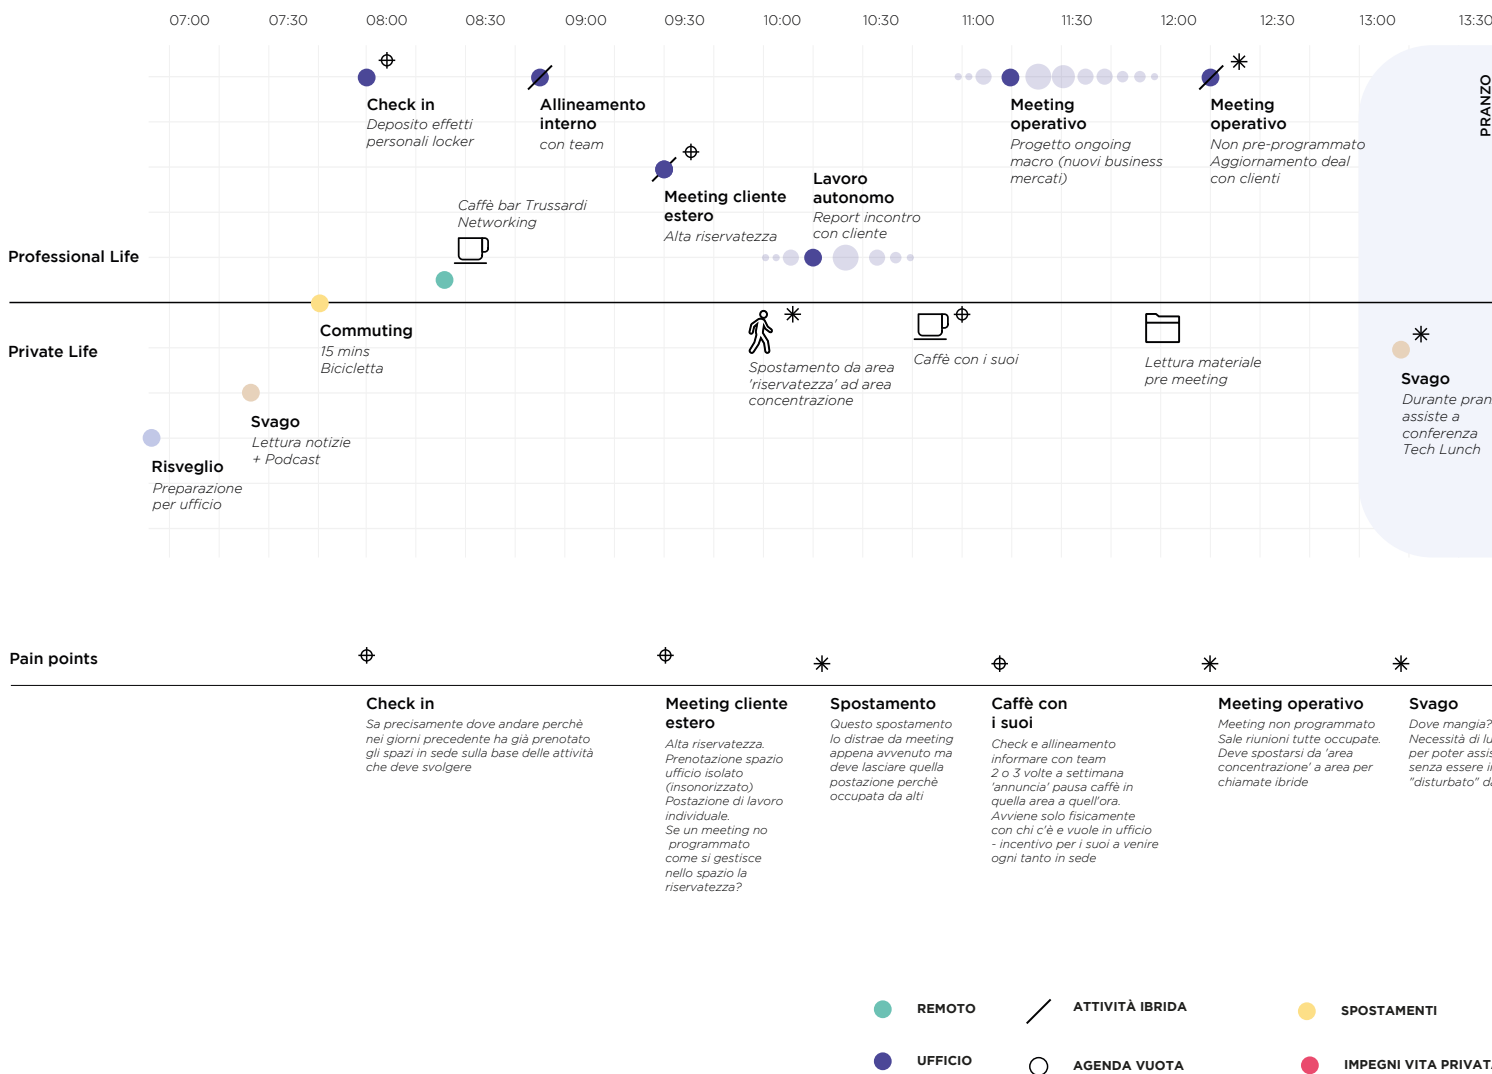 07:00 07:30 08:00 08:30 09:00 09:30 10:00 10:30 11:00 11:30 12:00 12:30 13:00 13:30
PRANZO
Check in
Deposito effetti
personali locker
Allineamento
interno
con team
Meeting
operativo
Progetto ongoing
macro (nuovi business
mercati)
Meeting
operativo
Non pre-programmato
Aggiornamento deal
con clienti
Caffè bar Trussardi
Networking
Meeting cliente
estero
Alta riservatezza
Lavoro
autonomo
Report incontro
con cliente
Professional Life
Private Life
Commuting
15 mins
Bicicletta
Spostamento da area
'riservatezza' ad area
concentrazione
Caffè con i suoi
Lettura materiale
pre meeting
Svago
Durante pran
assiste a
conferenza
Tech Lunch
Svago
Lettura notizie
+ Podcast
Risveglio
Preparazione
per ufficio
Pain points
Check in
Sa precisamente dove andare perchè
nei giorni precedente ha già prenotato
gli spazi in sede sulla base delle attività
che deve svolgere
Meeting cliente
estero
Alta riservatezza.
Prenotazione spazio
ufficio isolato
(insonorizzato)
Postazione di lavoro
individuale.
Se un meeting no
programmato
come si gestisce
nello spazio la
riservatezza?
Spostamento
Questo spostamento
lo distrae da meeting
appena avvenuto ma
deve lasciare quella
postazione perchè
occupata da alti
Caffè con
i suoi
Check e allineamento
informare con team
2 o 3 volte a settimana
'annuncia' pausa caffè in
quella area a quell'ora.
Avviene solo fisicamente
con chi c'è e vuole in ufficio
- incentivo per i suoi a venire
ogni tanto in sede
Meeting operativo
Meeting non programmato
Sale riunioni tutte occupate.
Deve spostarsi da 'area
concentrazione' a area per
chiamate ibride
Svago
Dove mangia?
Necessità di lu
per poter assis
senza essere i
"disturbato" da
REMOTO
ATTIVITÀ IBRIDA
SPOSTAMENTI
UFFICIO
AGENDA VUOTA
IMPEGNI VITA PRIVATA